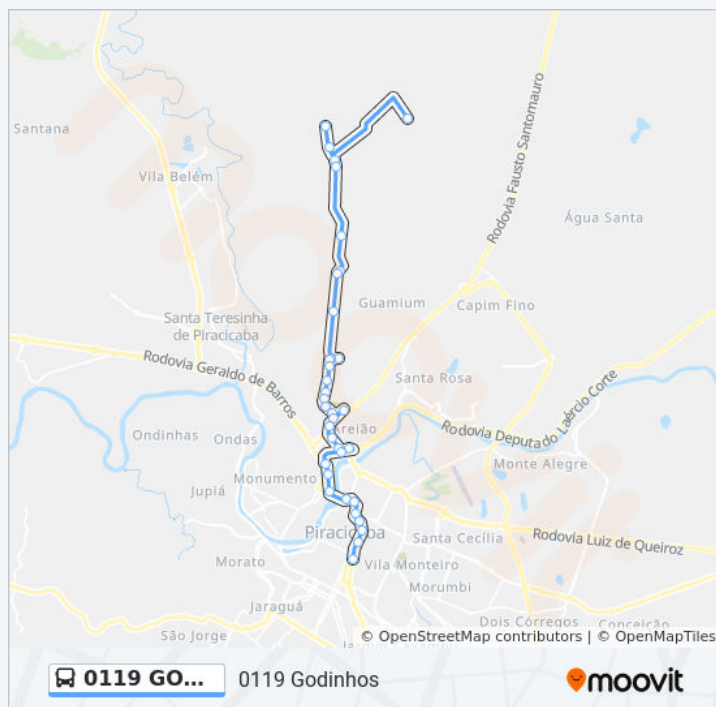 Santana
Vila Belém
Rodovia Fausto Santomauro
Água Santa
Guamium
Capim Fino
Santa Teresinha
de Piracicaba
Rodovia Geraldo de Barros
Santa Rosa
Rodovia Deputado Laércio Corte
Areião
Ondinhas
Ondas
Monte Alegre
Monumento
Jupiá
Piracicaba
Santa Cecília
Rodovia Luiz de Queiroz
Morato
Vila Monteiro
Morumbi
Jaraguá
Dois Córregos
Conceição
São Jorge
© OpenStreetMap contributors | © OpenMapTiles
0119 GO...
0119 Godinhos
moovit